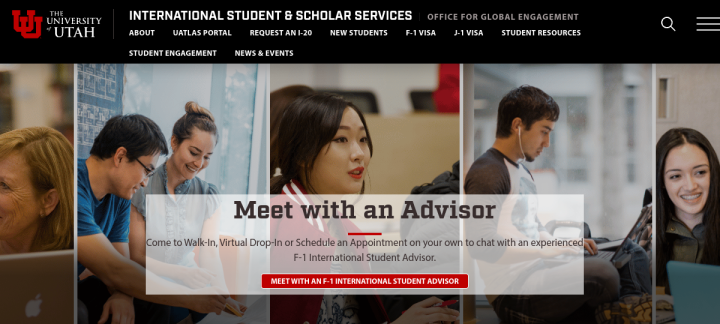 THE
UNIVERSITY
OF UTAH
INTERNATIONAL STUDENT & SCHOLAR SERVICES OFFICE FOR GLOBAL ENGAGEMENT
ABOUT UATLAS PORTAL REQUEST AN I-20 NEW STUDENTS F-1 VISA J-1 VISA STUDENT RESOURCES
STUDENT ENGAGEMENT NEWS & EVENTS
Meet with an Advisor
Come to Walk-In, Virtual Drop-In or Schedule an Appointment on your own to chat with an experienced
F-1 International Student Advisor.
MEET WITH AN F-1 INTERNATIONAL STUDENT ADVISOR